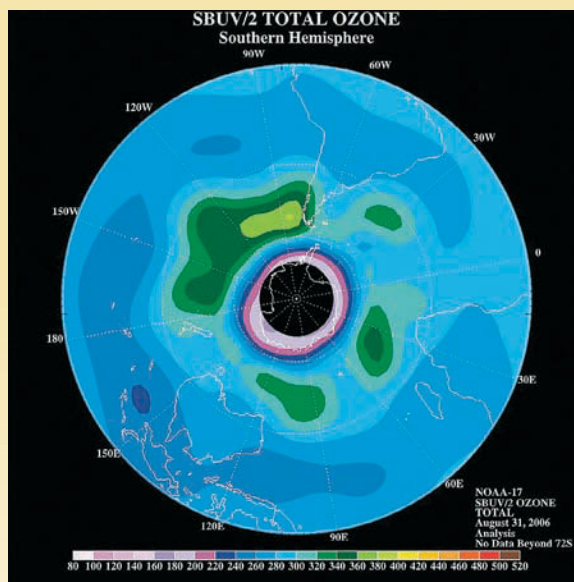 SBUV/2 TOTAL OZONE
Southern Hemisphere
90W
120W
60W
150W
30W
0
180
30E
150E
60E
120E
90E
NOAA-17
SBUV/2 OZONE
TOTAL
August 31, 2006
Analysis
No Data Beyond 72S
80 100 160 180 200 220 240 260 280 300 320 340 360 380 400 420 440 460 480 500 520